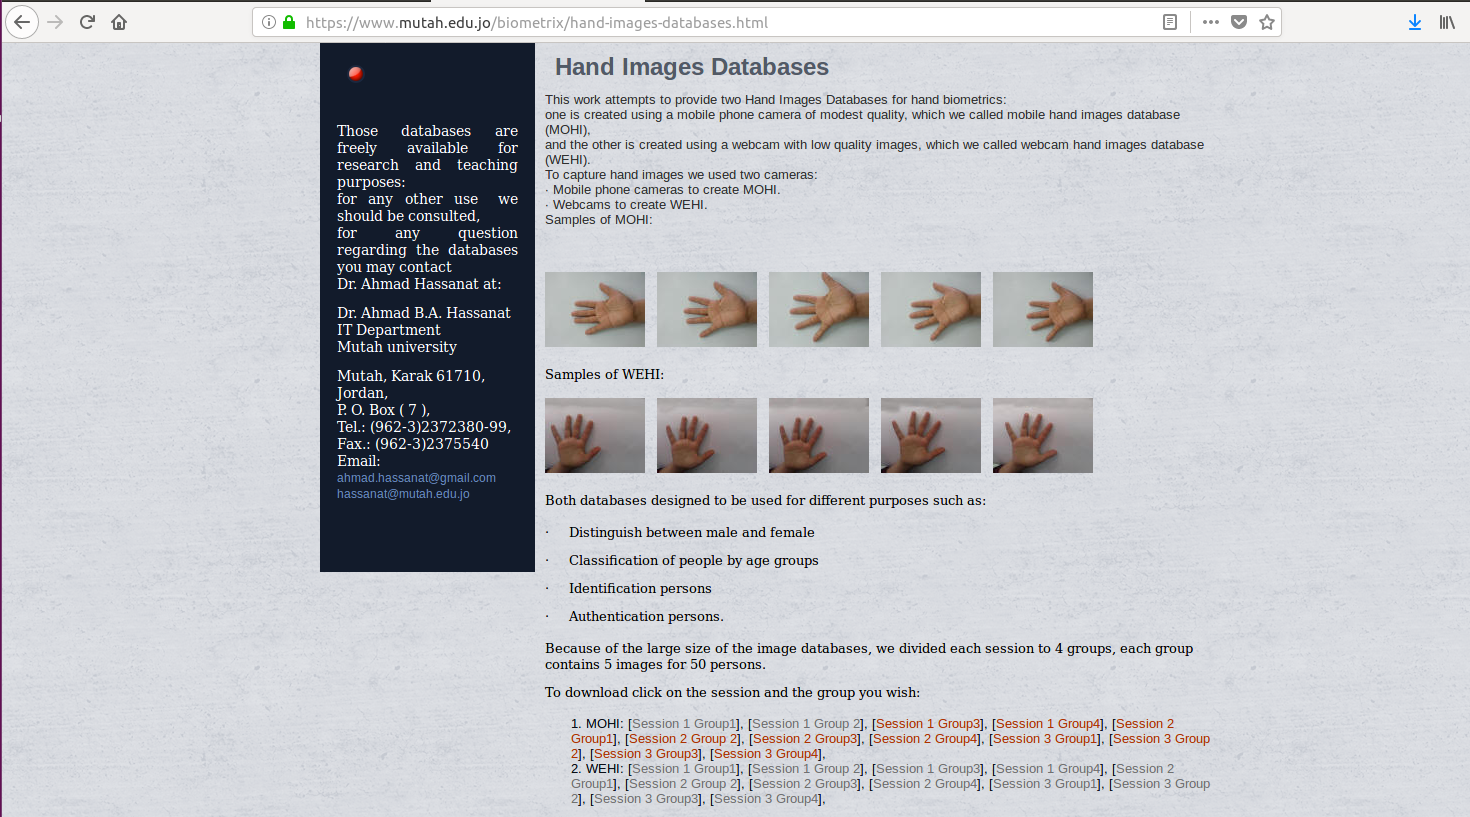 https://www.mutah.edu.jo/biometrix/hand-images-databases.html
Those databases are
freely available for
research and teaching
purposes:
for any other use we
should be consulted,
for any question
regarding the databases
you may contact
Dr. Ahmad Hassanat at:
Dr. Ahmad B.A. Hassanat
IT Department
Mutah university
Mutah, Karak 61710,
Jordan,
P. O. Box ( 7 ),
Tel.: (962-3)2372380-99,
Fax.: (962-3)2375540
Email:
ahmad.hassanat@gmail.com
hassanat@mutah.edu.jo
Hand Images Databases
This work attempts to provide two Hand Images Databases for hand biometrics:
one is created using a mobile phone camera of modest quality, which we called mobile hand images database
(MOHI),
and the other is created using a webcam with low quality images, which we called webcam hand images database
(WEHI).
To capture hand images we used two cameras:
· Mobile phone cameras to create MOHI.
· Webcams to create WEHI.
Samples of MOHI:
Samples of WEHI:
Both databases designed to be used for different purposes such as:
· Distinguish between male and female
· Classification of people by age groups
· Identification persons
· Authentication persons.
Because of the large size of the image databases, we divided each session to 4 groups, each group
contains 5 images for 50 persons.
To download click on the session and the group you wish:
1. MOHI: [Session 1 Group1], [Session 1 Group 2], [Session 1 Group3], [Session 1 Group4], [Session 2
Group1], [Session 2 Group 2], [Session 2 Group3], [Session 2 Group4], [Session 3 Group1], [Session 3 Group
2], [Session 3 Group3], [Session 3 Group4],
2. WEHI: [Session 1 Group1], [Session 1 Group 2], [Session 1 Group3], [Session 1 Group4], [Session 2
Group1], [Session 2 Group 2], [Session 2 Group3], [Session 2 Group4], [Session 3 Group1], [Session 3 Group
2], [Session 3 Group3], [Session 3 Group4],